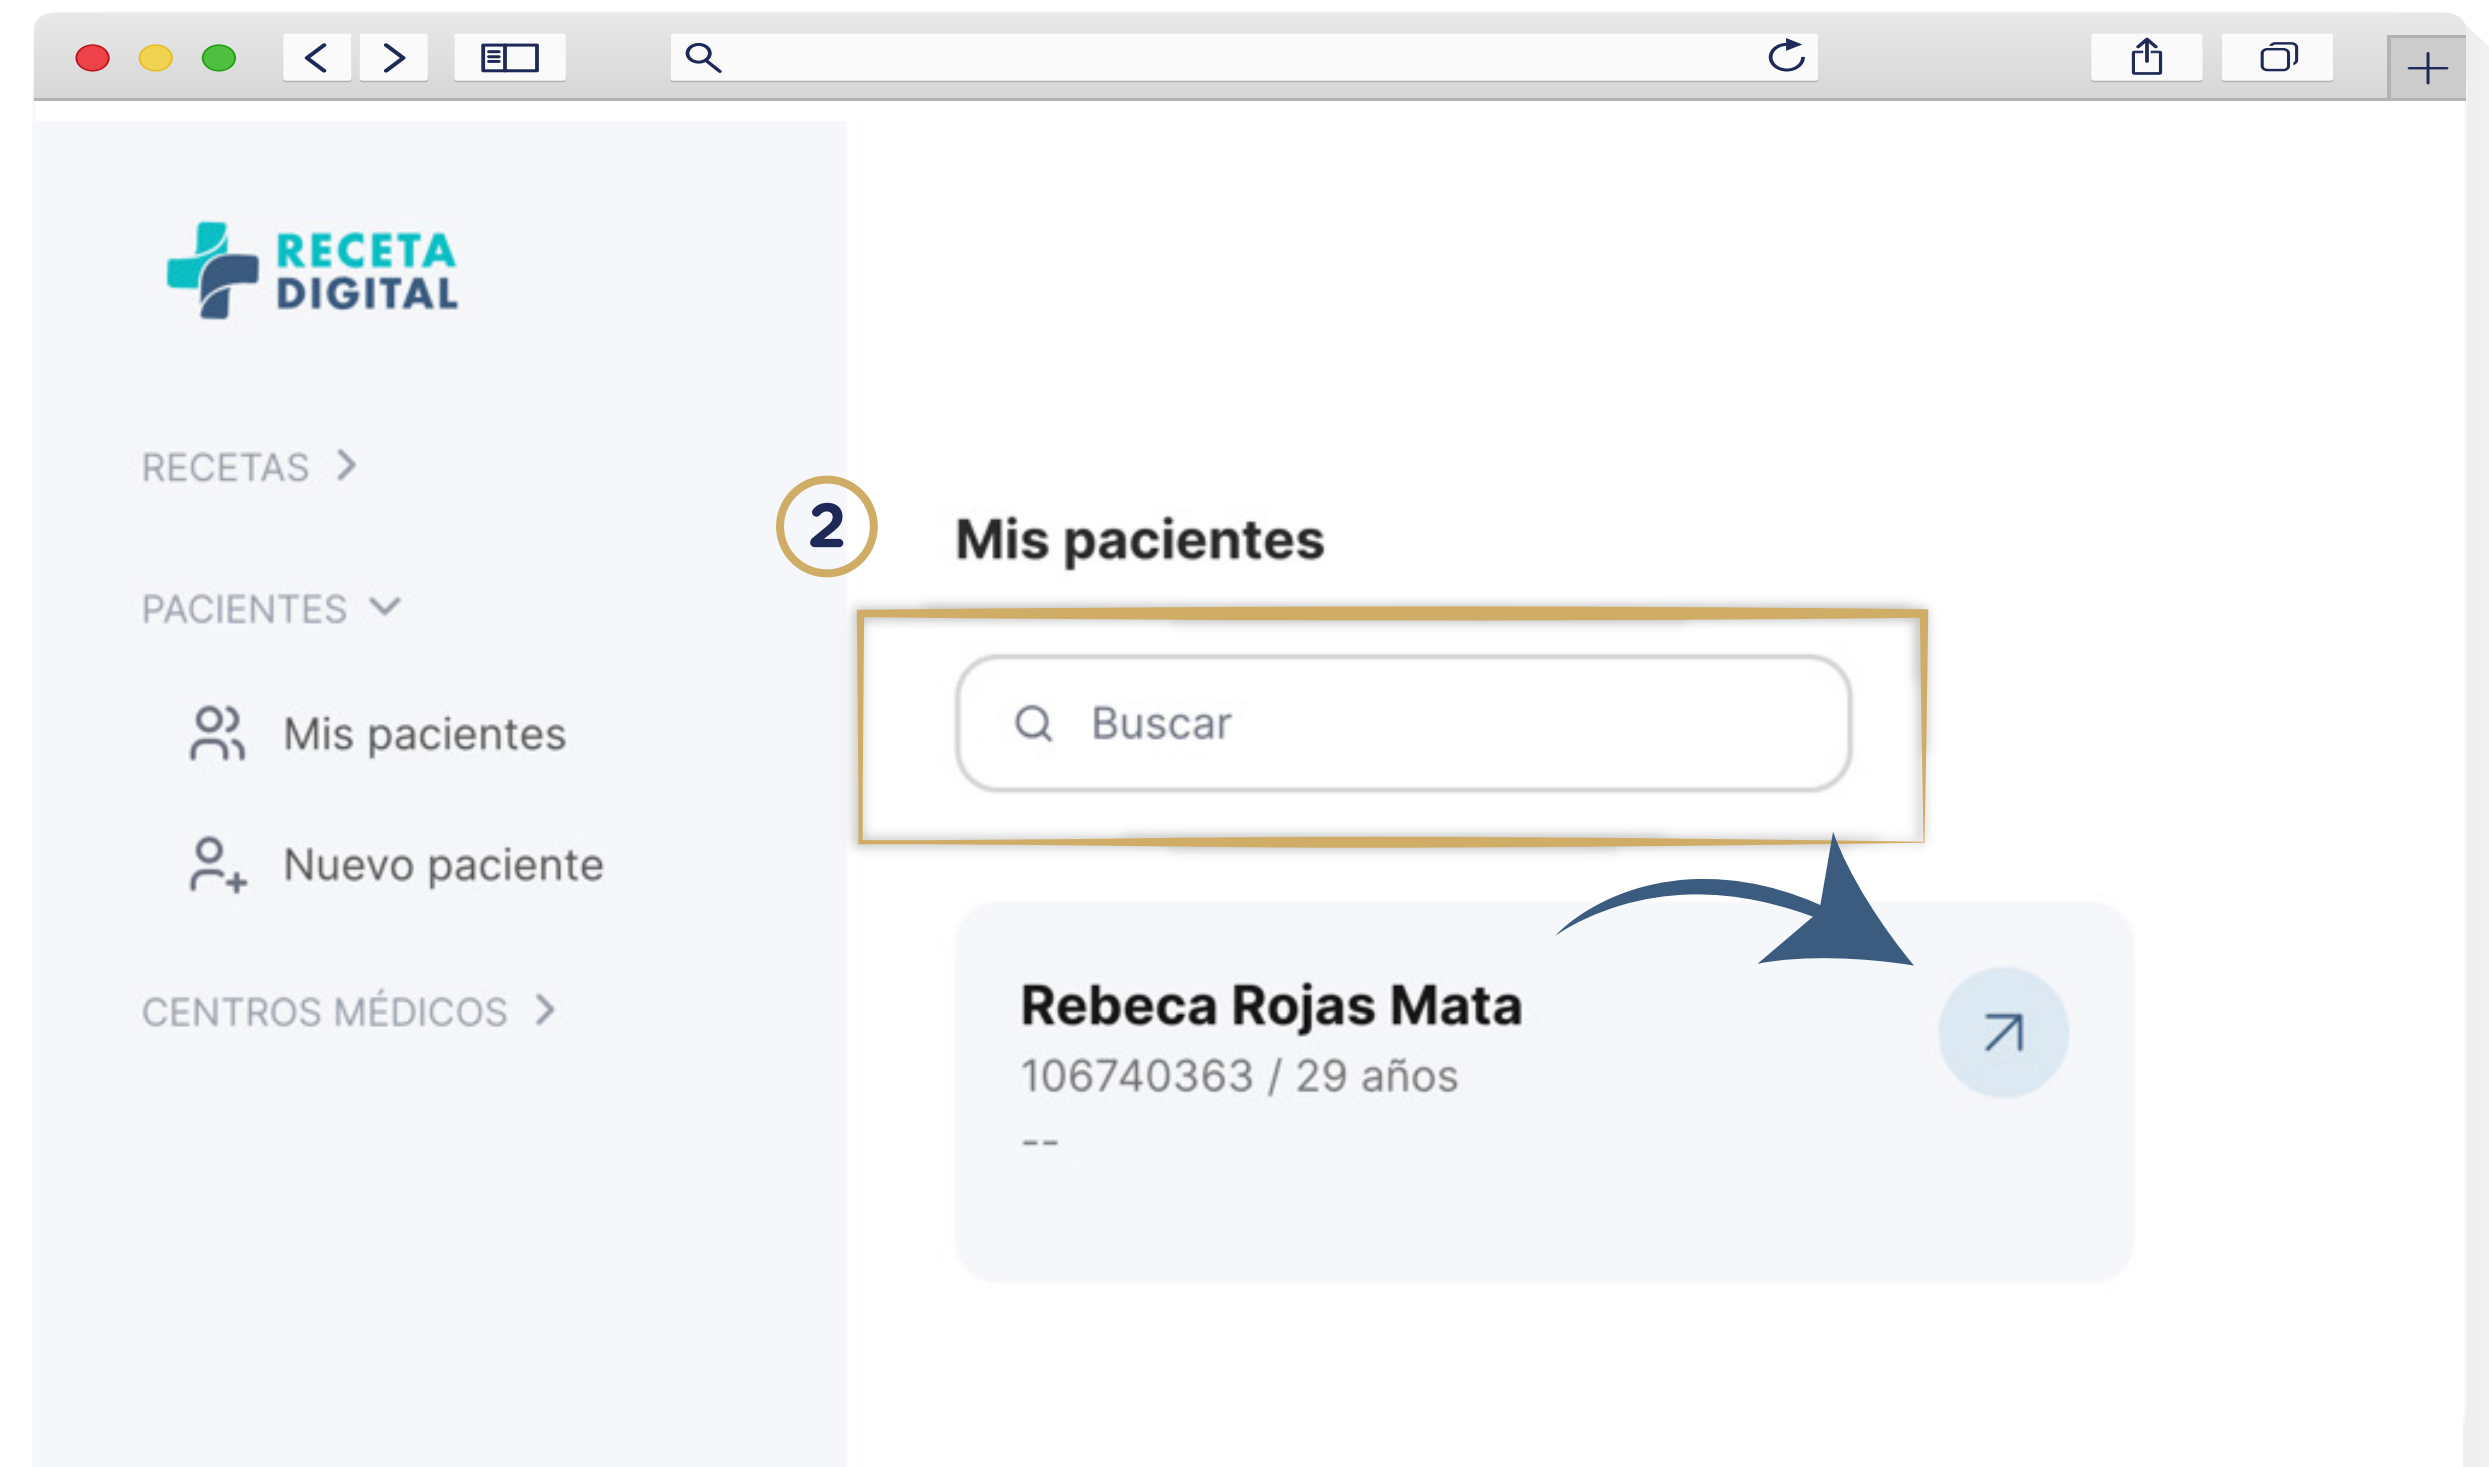 RECETA
DIGITAL
RECETAS
PACIENTES
Mis pacientes
Nuevo paciente
CENTROS MÉDICOS
2
Mis pacientes
Buscar
Rebeca Rojas Mata
106740363 / 29 años
--